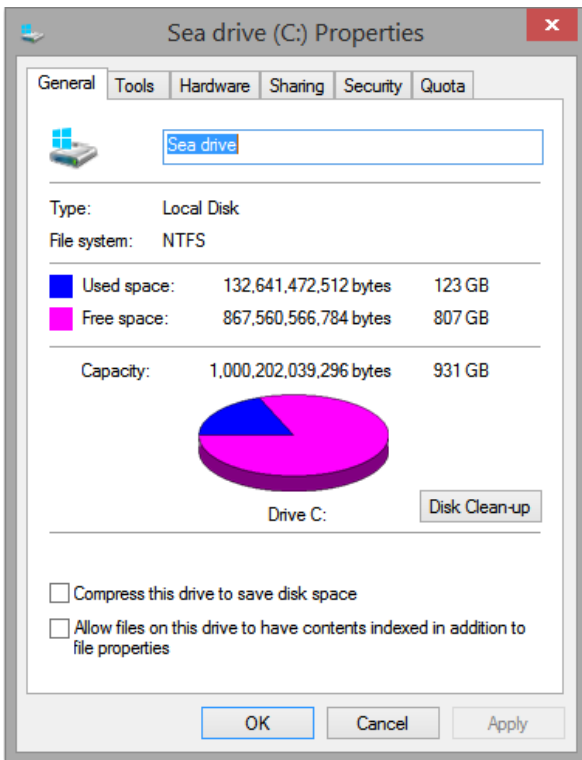 Sea drive (C:) Properties
x
General Tools Hardware Sharing Security Quota
Sea drive
Type: Local Disk
File system: NTFS
Used space: 132,641,472,512 bytes 123 GB
Free space: 867,560,566,784 bytes 807 GB
Capacity: 1,000,202,039,296 bytes 931 GB
Drive C:
Disk Clean-up
Compress this drive to save disk space
Allow files on this drive to have contents indexed in addition to
file properties
OK Cancel Apply